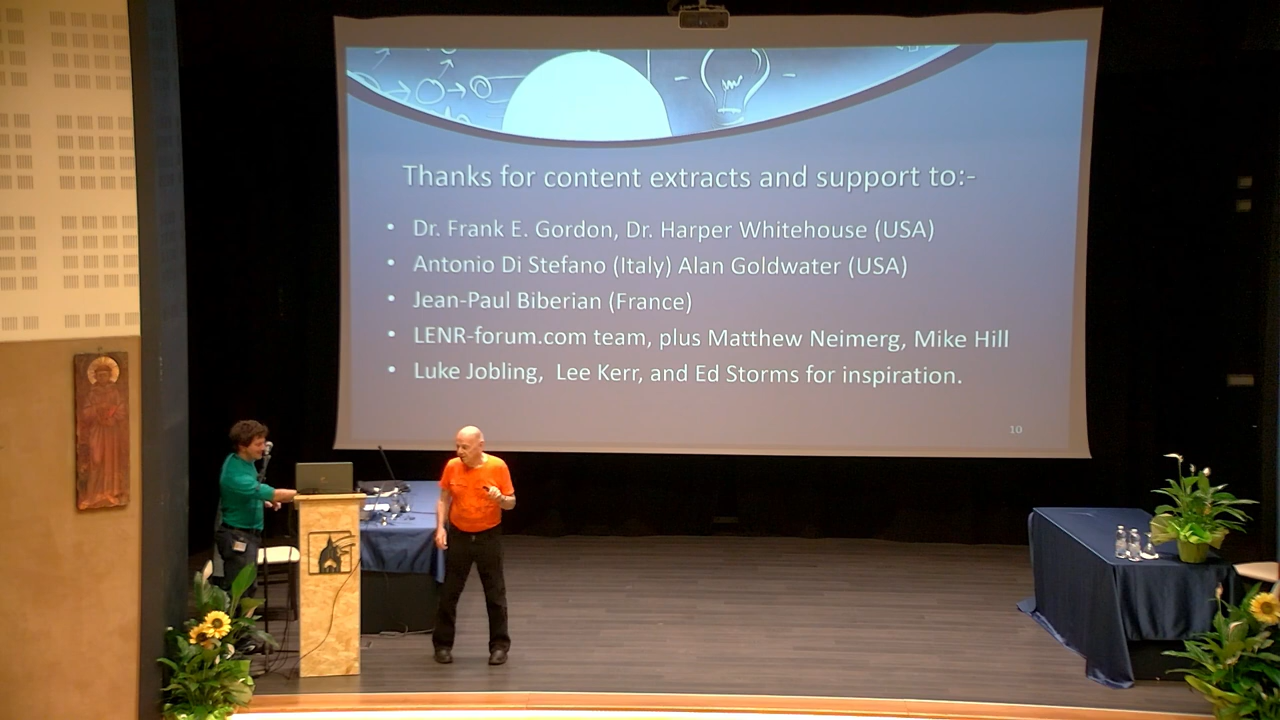 Thanks for content extracts and support to:-
• Dr. Frank E. Gordon, Dr. Harper Whitehouse (USA)
• Antonio Di Stefano (Italy) Alan Goldwater (USA)
• Jean-Paul Biberian (France)
• LENR-forum.com team, plus Matthew Neimerg, Mike Hill
• Luke Jobling, Lee Kerr, and Ed Storms for inspiration.
10